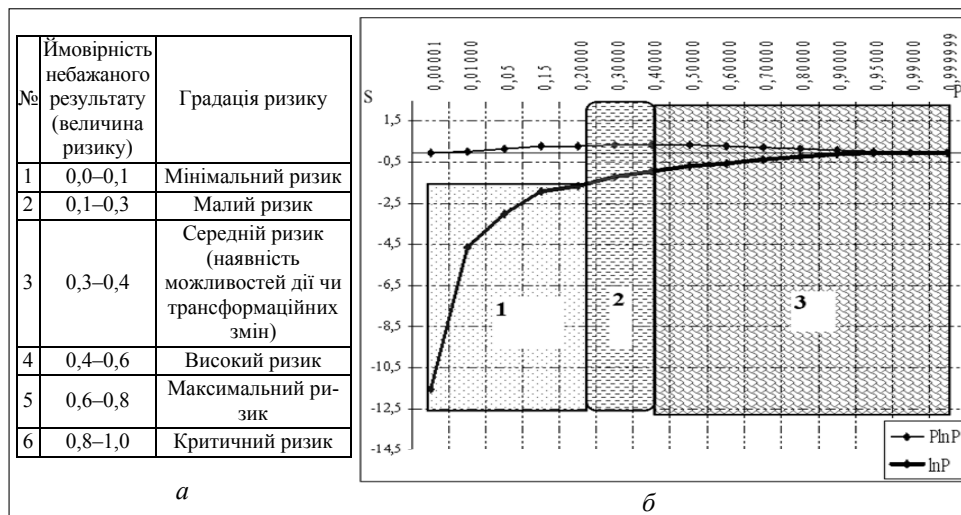 №
Ймовірність
небажаного
результату
(величина
ризику)
Градація ризику
1 0,0–0,1 Мінімальний ризик
2 0,1–0,3 Малий ризик
3 0,3–0,4 Середній ризик
(наявність
можливостей дії чи
трансформаційних
змін)
4 0,4–0,6 Високий ризик
5 0,6–0,8 Максимальний ри-
зик
6 0,8–1,0 Критичний ризик
а
0,00001
0,01000
0,05
0,15
0,20000
0,30000
0,40000
0,50000
0,60000
0,70000
0,80000
0,90000
0,95000
0,99000
0,999999
S
P
1,5
-0,5
-2,5
-4,5
-6,5
-8,5
-10,5
-12,5
-14,5
1
2
3
PlnP
lnP
б